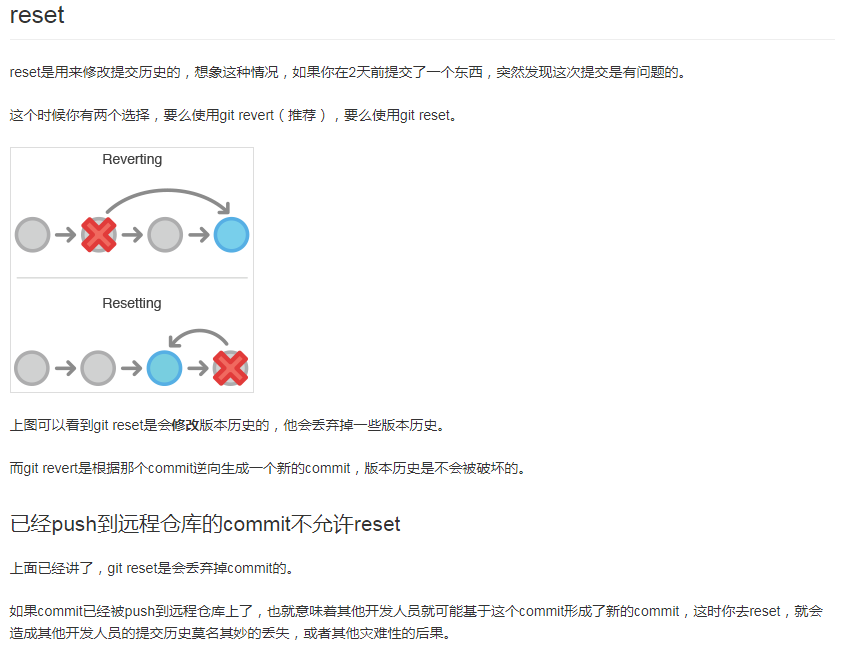 reset
reset是用来修改提交历史的，想象这种情况，如果你在2天前提交了一个东西，突然发现这次提交是有问题的。
这个时候你有两个选择，要么使用git revert（推荐），要么使用git reset。
Reverting
Resetting
上图可以看到git reset是会修改版本历史的，他会丢弃掉一些版本历史。
而git revert是根据那个commit逆向生成一个新的commit，版本历史是不会被破坏的。
已经push到远程仓库的commit不允许reset
上面已经讲了，git reset是会丢弃掉commit的。
如果commit已经被push到远程仓库上了，也就意味着其他开发人员就可能基于这个commit形成了新的commit，这时你去reset，就会
造成其他开发人员的提交历史莫名其妙的丢失，或者其他灾难性的后果。